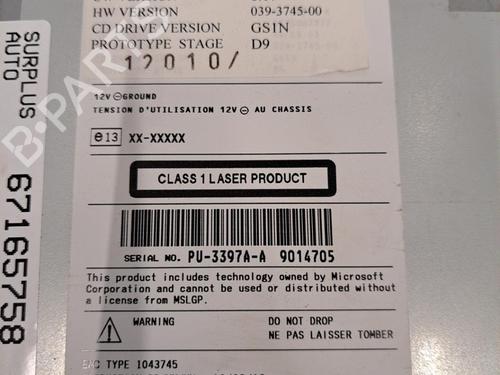 HW VERSION 039-3745-00
CD DRIVE VERSION GS1N
PROTOTYPE STAGE D9
12010/
12V ⊖ GROUND
TENSION D'UTILISATION 12V ⊖ AU CHASSIS
e13 XX-XXXXX
CLASS 1 LASER PRODUCT
SERIAL NO. PU-3397A-A 9014705
This product includes technology owned by Microsoft
Corporation and cannot be used or distributed without
a license from MSLGP.
WARNING DO NOT DROP
NE PAS LAISSER TOMBER
TYPE 1043745
SURPLUS
AUTO
67165758
B-PARTS